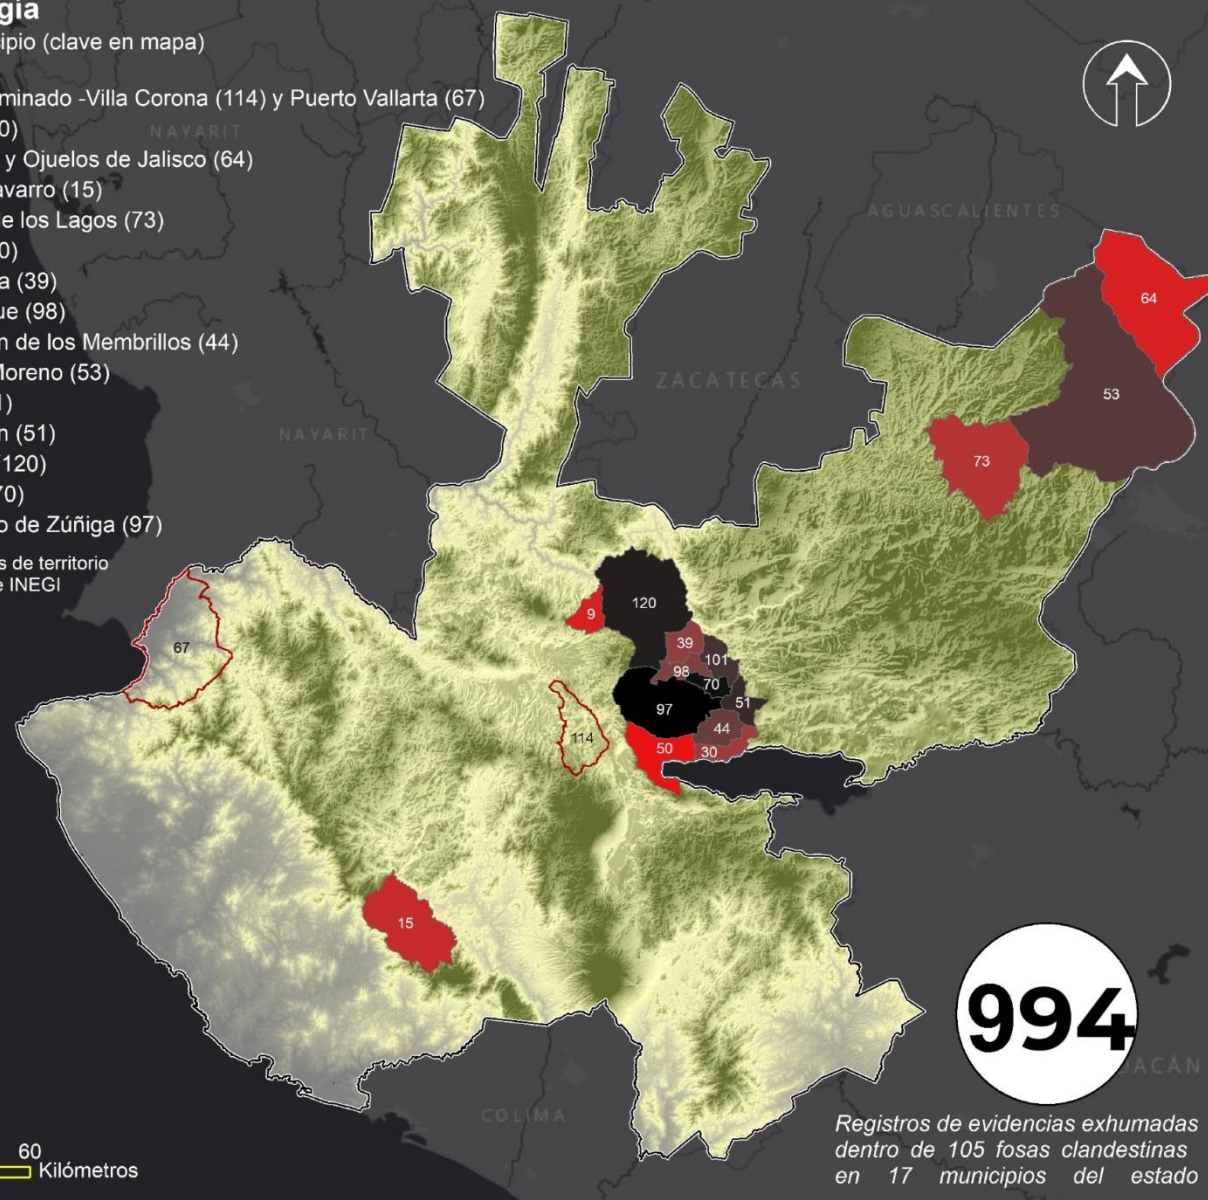 gía
ipio (clave en mapa)
minado -Villa Corona (114) y Puerto Vallarta (67)
0)
y Ojuelos de Jalisco (64)
avarro (15)
e los Lagos (73)
0)
a (39)
ue (98)
n de los Membrillos (44)
Moreno (53)
1)
n (51)
120)
70)
o de Zúñiga (97)
s de territorio
e INEGI
NAYARIT
AGUASCALIENTES
64
ZACATECAS
53
NAYARIT
73
9
120
39
101
67
98
70
51
97
44
114
50
30
15
994
OACÁN
COLIMA
Registros de evidencias exhumadas
dentro de 105 fosas clandestinas
en 17 municipios del estado
60
Kilómetros